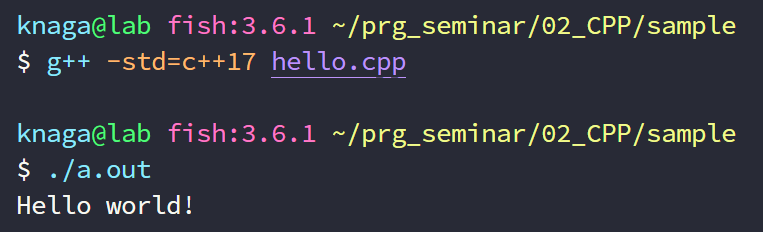 knaga@lab fish:3.6.1 ~/prg_seminar/02_CPP/sample
$ g++ -std=c++17 hello.cpp
knaga@lab fish:3.6.1 ~/prg_seminar/02_CPP/sample
$ ./a.out
Hello world!